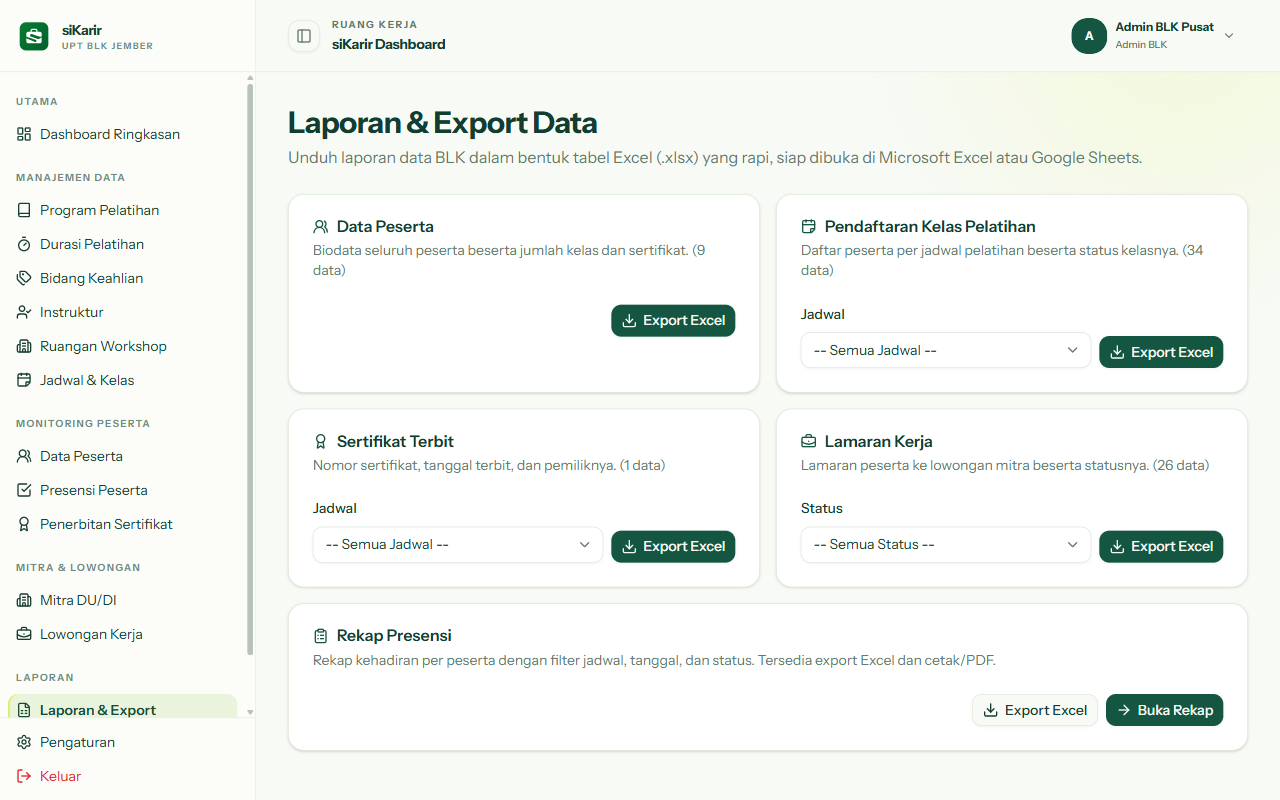 siKarir
UPT BLK JEMBER
UTAMA
Dashboard Ringkasan
MANAJEMEN DATA
Program Pelatihan
Durasi Pelatihan
Bidang Keahlian
Instruktur
Ruangan Workshop
Jadwal & Kelas
MONITORING PESERTA
Data Peserta
Presensi Peserta
Penerbitan Sertifikat
MITRA & LOWONGAN
Mitra DU/DI
Lowongan Kerja
LAPORAN
Laporan & Export
Pengaturan
Keluar
RUANG KERJA
siKarir Dashboard
A
Admin BLK Pusat
Admin BLK
Laporan & Export Data
Unduh laporan data BLK dalam bentuk tabel Excel (.xlsx) yang rapi, siap dibuka di Microsoft Excel atau Google Sheets.
Data Peserta
Biodata seluruh peserta beserta jumlah kelas dan sertifikat. (9
data)
Export Excel
Pendaftaran Kelas Pelatihan
Daftar peserta per jadwal pelatihan beserta status kelasnya. (34
data)
Jadwal
-- Semua Jadwal --
Export Excel
Sertifikat Terbit
Nomor sertifikat, tanggal terbit, dan pemiliknya. (1 data)
Jadwal
-- Semua Jadwal --
Export Excel
Lamaran Kerja
Lamaran peserta ke lowongan mitra beserta statusnya. (26 data)
Status
-- Semua Status --
Export Excel
Rekap Presensi
Rekap kehadiran per peserta dengan filter jadwal, tanggal, dan status. Tersedia export Excel dan cetak/PDF.
Export Excel
Buka Rekap